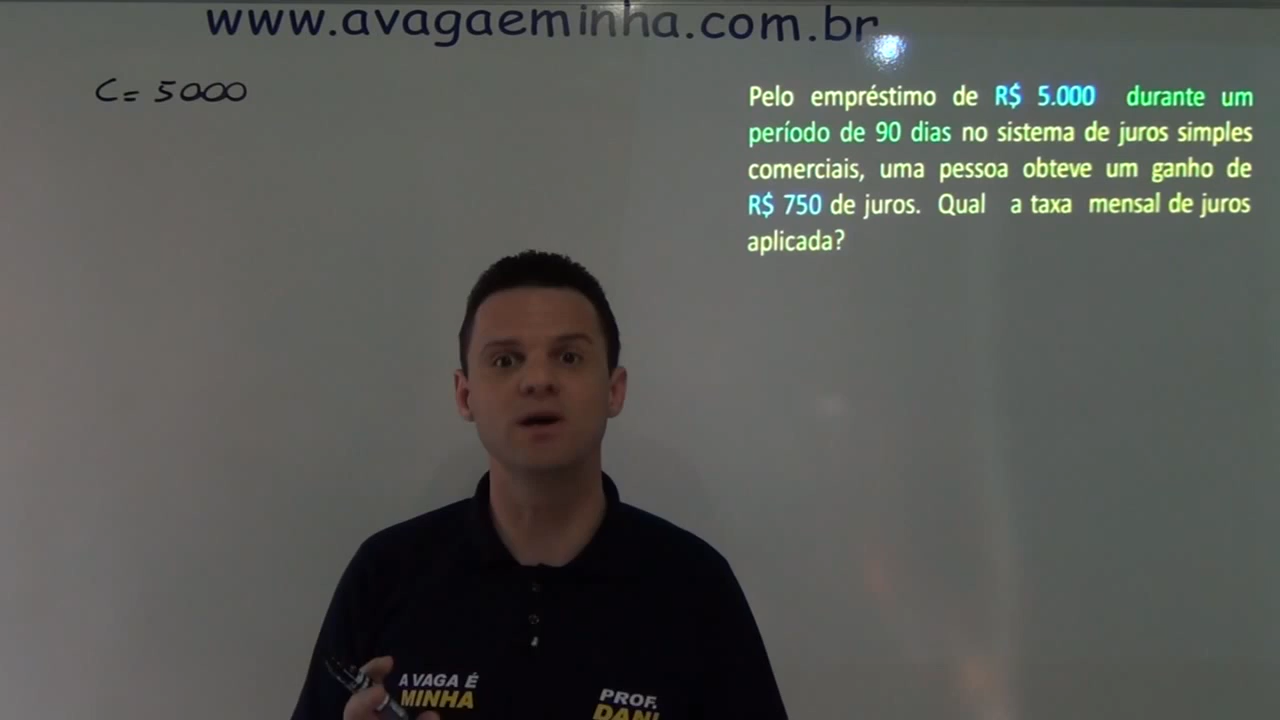 www.avagaeminha.com.br
C= 5000
Pelo empréstimo de R$ 5.000 durante um
período de 90 dias no sistema de juros simples
comerciais, uma pessoa obteve um ganho de
R$ 750 de juros. Qual a taxa mensal de juros
aplicada?
A VAGA É
MINHA
PROF.
DANI